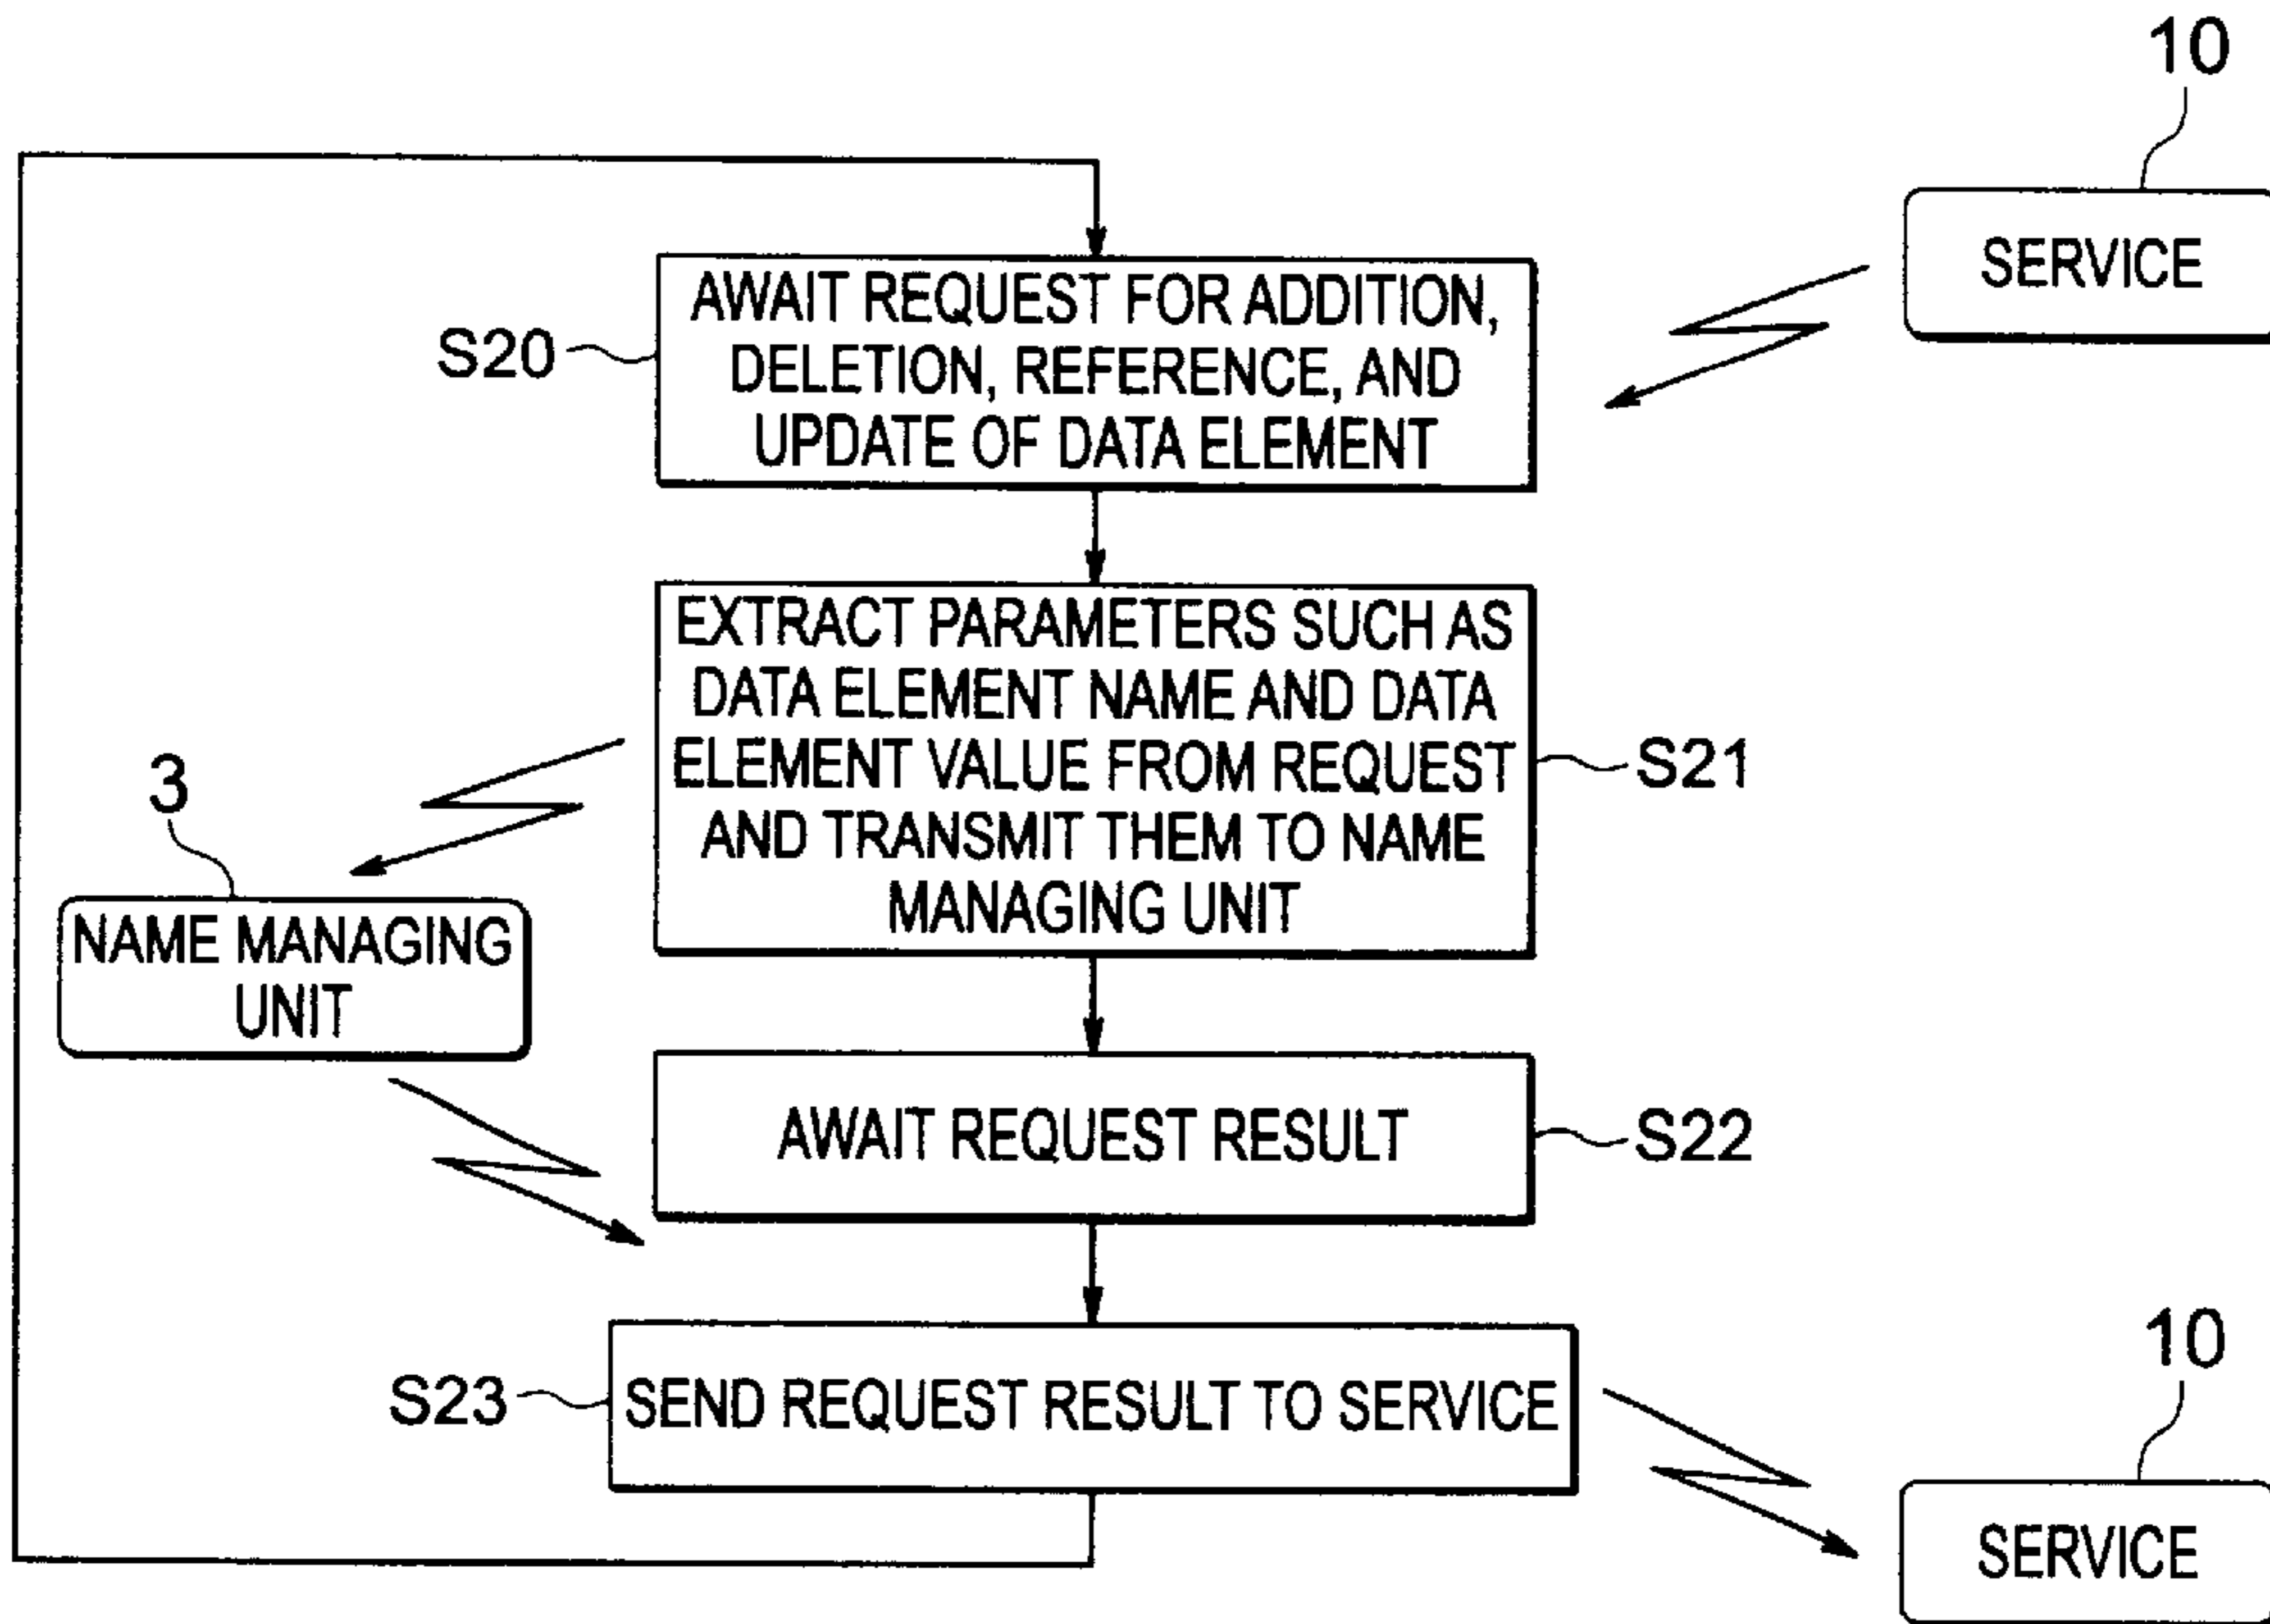 10
SERVICE
S20
AWAIT REQUEST FOR ADDITION,
DELETION, REFERENCE, AND
UPDATE OF DATA ELEMENT
EXTRACT PARAMETERS SUCH AS
DATA ELEMENT NAME AND DATA
ELEMENT VALUE FROM REQUEST
AND TRANSMIT THEM TO NAME
MANAGING UNIT
S21
3
NAME MANAGING
UNIT
AWAIT REQUEST RESULT
S22
S23
SEND REQUEST RESULT TO SERVICE
10
SERVICE